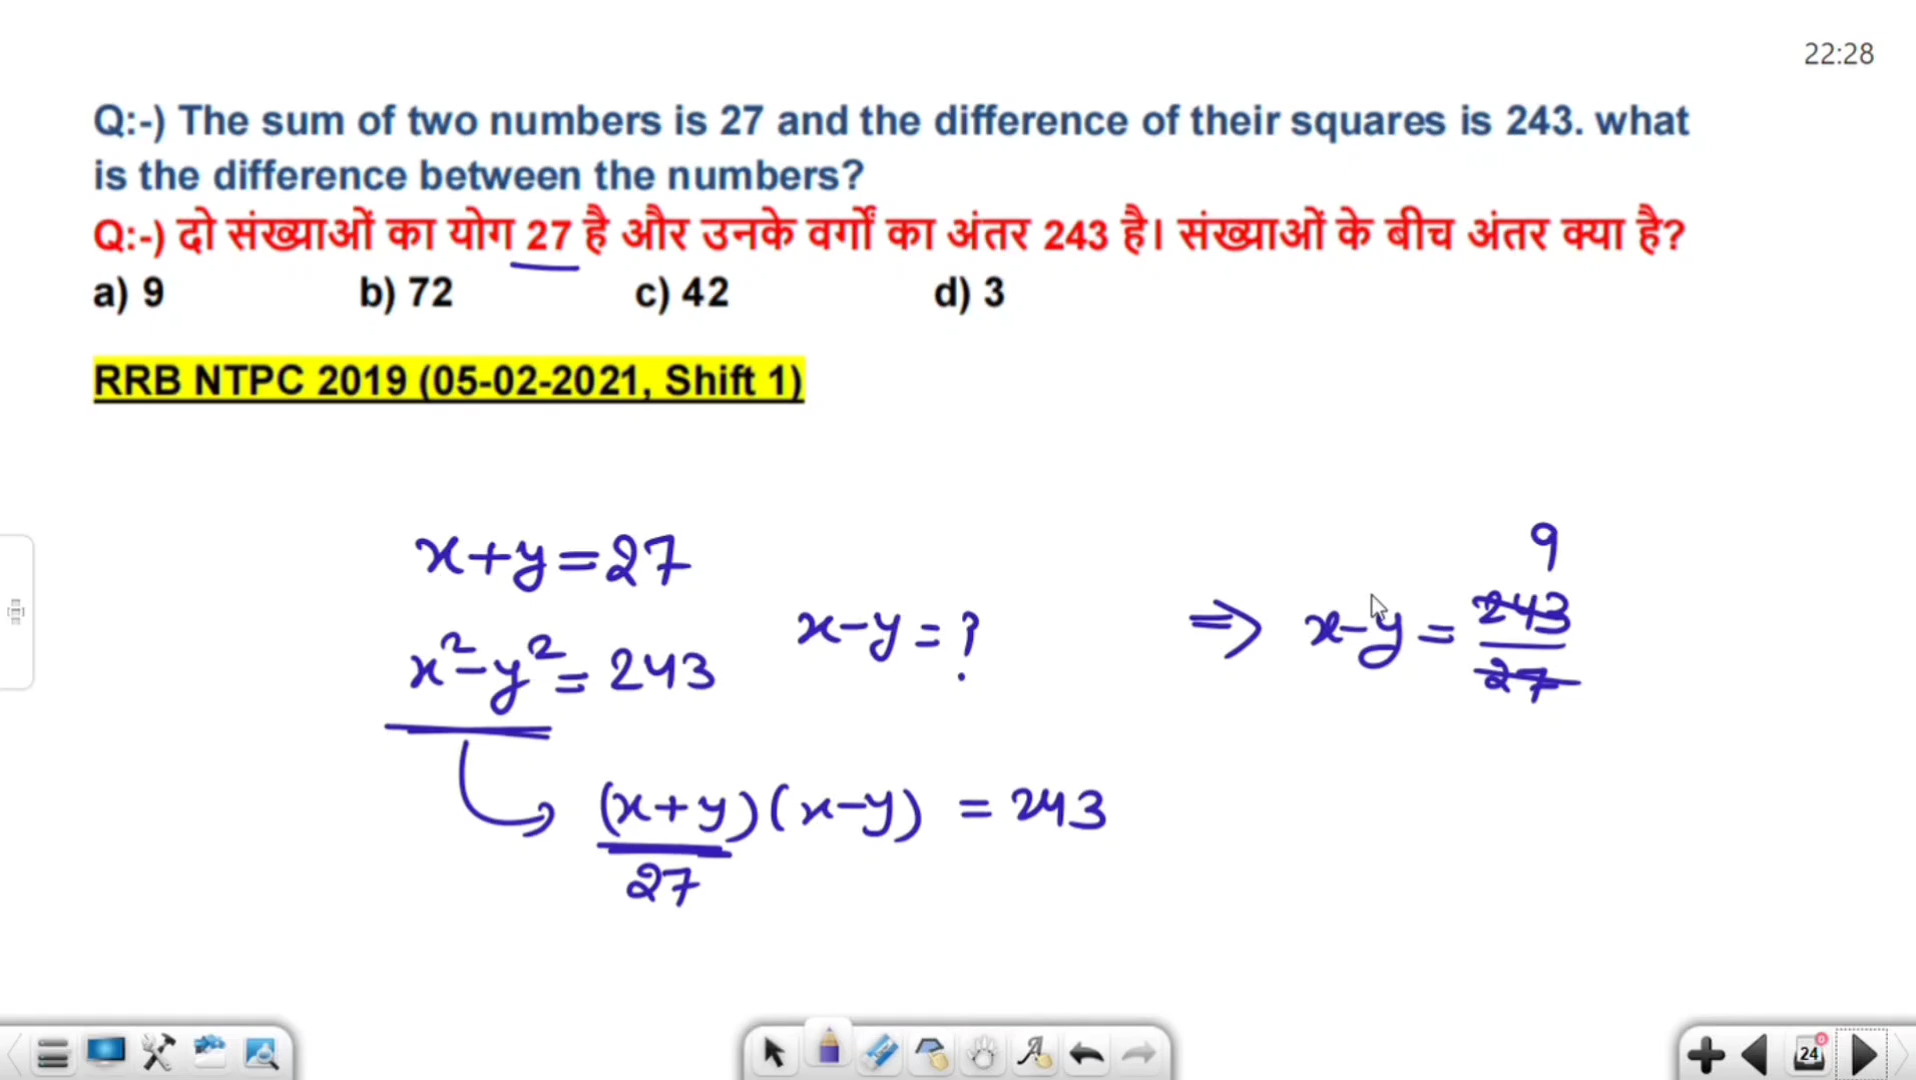 22:28
Q:-) The sum of two numbers is 27 and the difference of their squares is 243. what
is the difference between the numbers?
Q:-) दो संख्याओं का योग 27 है और उनके वर्गों का अंतर 243 है। संख्याओं के बीच अंतर क्या है?
a) 9 b) 72 c) 42 d) 3
RRB NTPC 2019 (05-02-2021, Shift 1)
x+y=27
x²-y²=243
x-y=?
⇒ x-y = 243/27
9
(x+y)(x-y) = 243
27
24